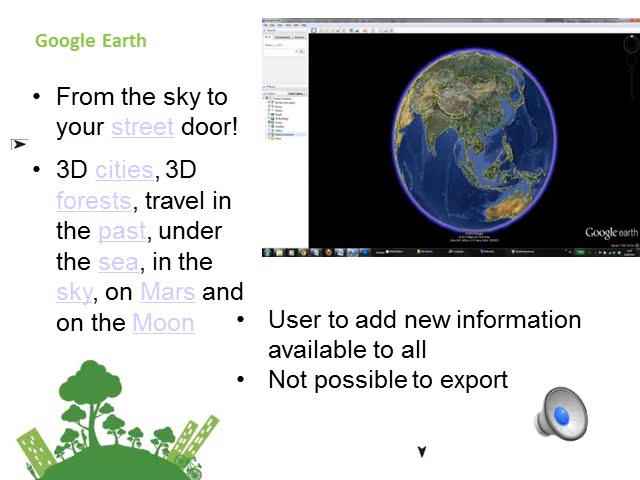 Google Earth
• From the sky to
your street door!
• 3D cities, 3D
forests, travel in
the past, under
the sea, in the
sky, on Mars and
on the Moon
Google earth
• User to add new information
available to all
• Not possible to export